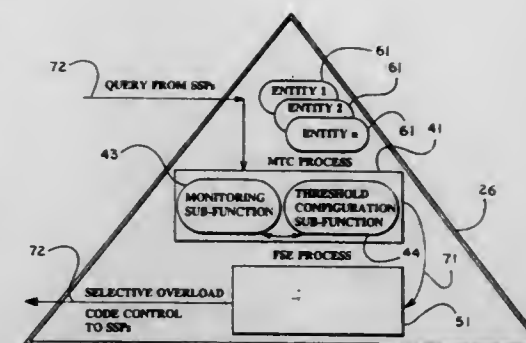 61
72
QUERY FROM SSPs
ENTITY 1
61
ENTITY 2
ENTITY n
61
41
MTC PROCESS
43
MONITORING
SUB-FUNCTION
THRESHOLD
CONFIGURATION
SUB-FUNCTION
26
FSE PROCESS
44
71
72
SELECTIVE OVERLOAD
CODE CONTROL
TO SSPs
51